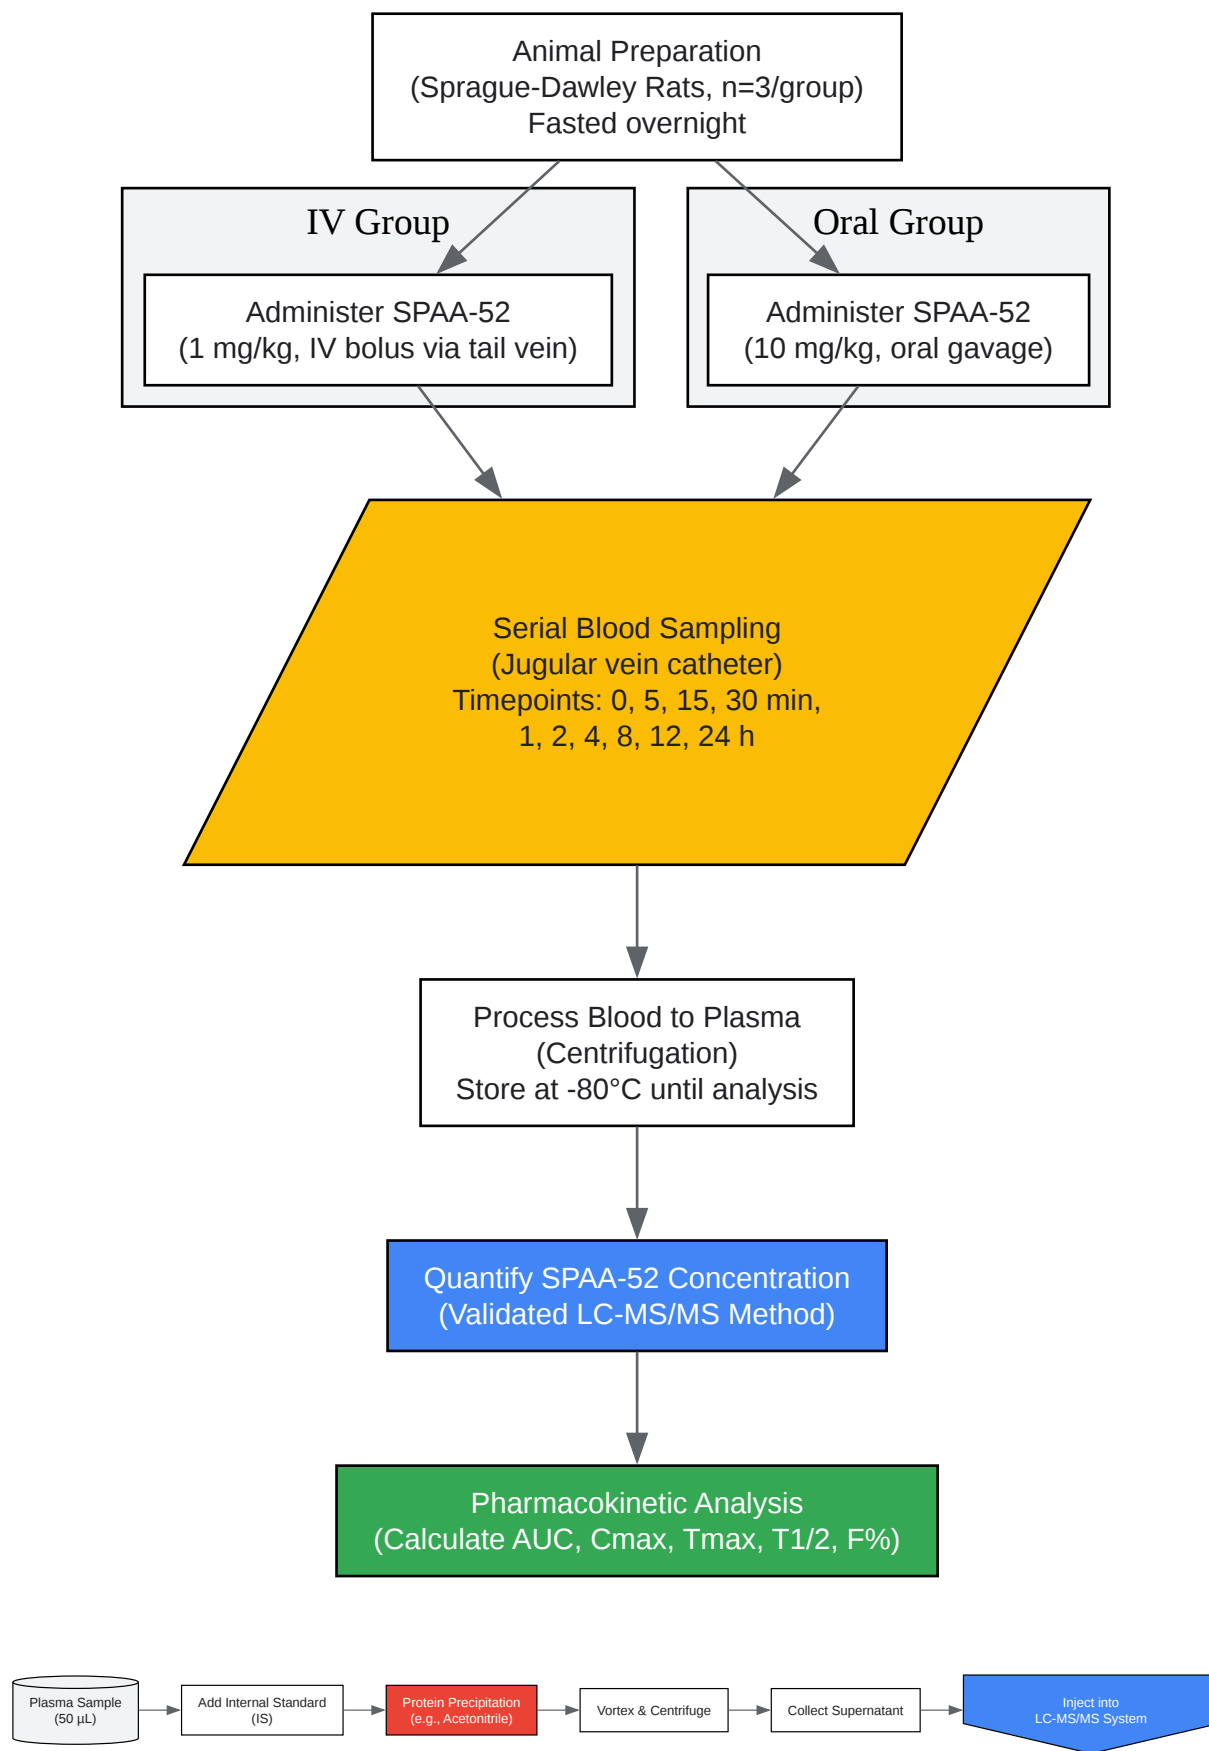 Animal Preparation
(Sprague-Dawley Rats, n=3/group)
Fasted overnight
IV Group
Administer SPAA-52
(1 mg/kg, IV bolus via tail vein)
Oral Group
Administer SPAA-52
(10 mg/kg, oral gavage)
Serial Blood Sampling
(Jugular vein catheter)
Timepoints: 0, 5, 15, 30 min,
1, 2, 4, 8, 12, 24 h
Process Blood to Plasma
(Centrifugation)
Store at -80°C until analysis
Quantify SPAA-52 Concentration
(Validated LC-MS/MS Method)
Pharmacokinetic Analysis
(Calculate AUC, Cmax, Tmax, T1/2, F%)
Plasma Sample
(50 µL)
Add Internal Standard
(IS)
Protein Precipitation
(e.g., Acetonitrile)
Vortex & Centrifuge
Collect Supernatant
Inject into
LC-MS/MS System